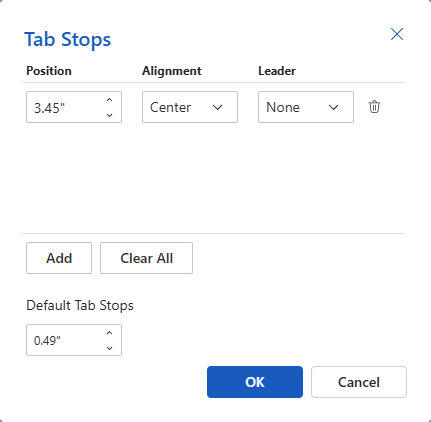 Tab Stops
Position Alignment Leader
3.45" Center None
Add Clear All
Default Tab Stops
0.49"
OK Cancel